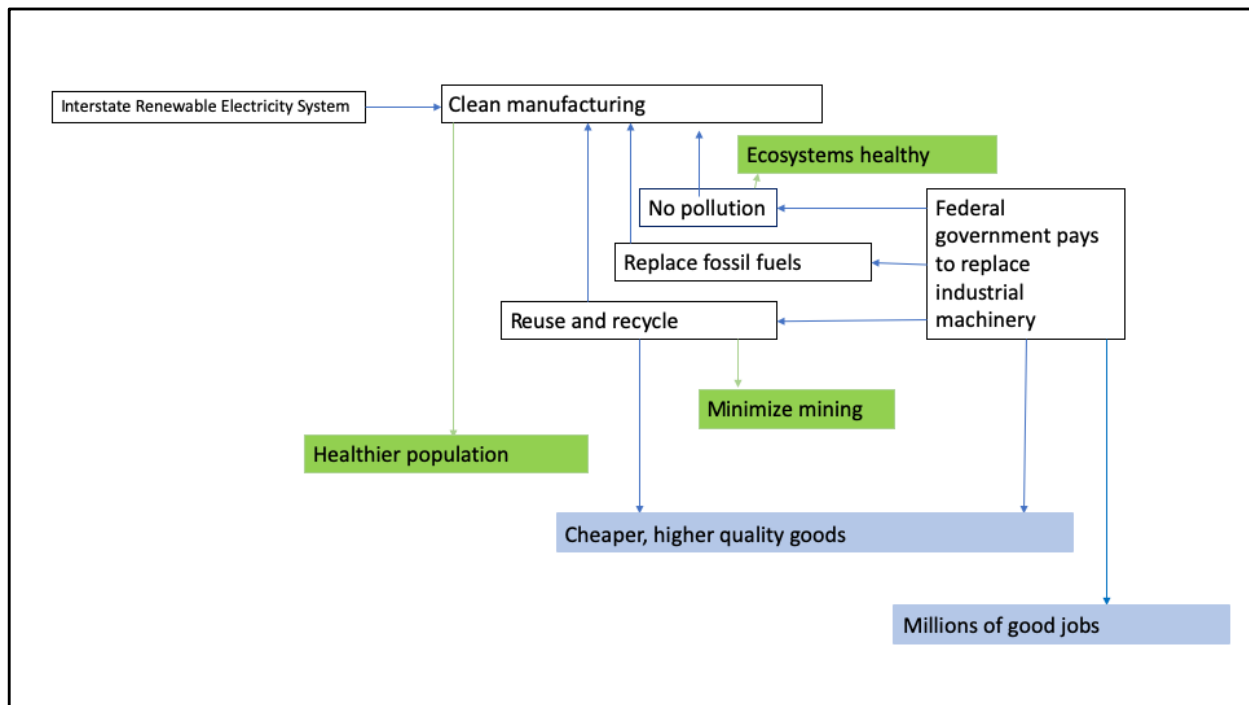 Interstate Renewable Electricity System
Clean manufacturing
Ecosystems healthy
No pollution
Federal
government pays
to replace
industrial
machinery
Replace fossil fuels
Reuse and recycle
Minimize mining
Healthier population
Cheaper, higher quality goods
Millions of good jobs